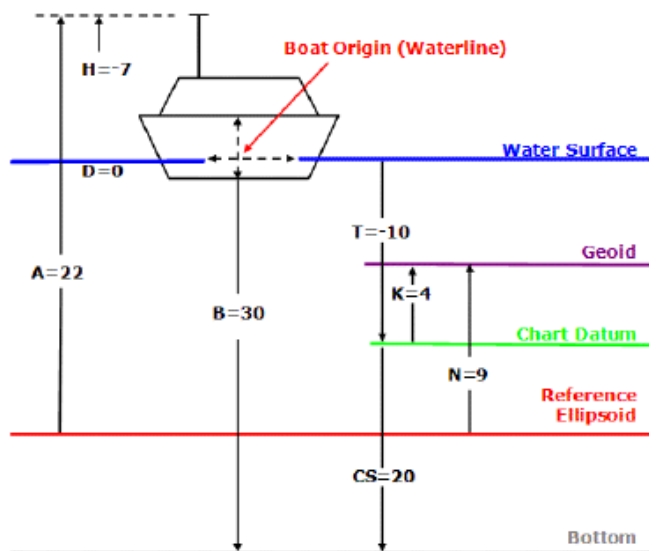 Boat Origin (Waterline)
H=-7
Water Surface
D=0
T=-10
Geoid
A=22
K=4
B=30
Chart Datum
N=9
Reference
Ellipsoid
CS=20
Bottom